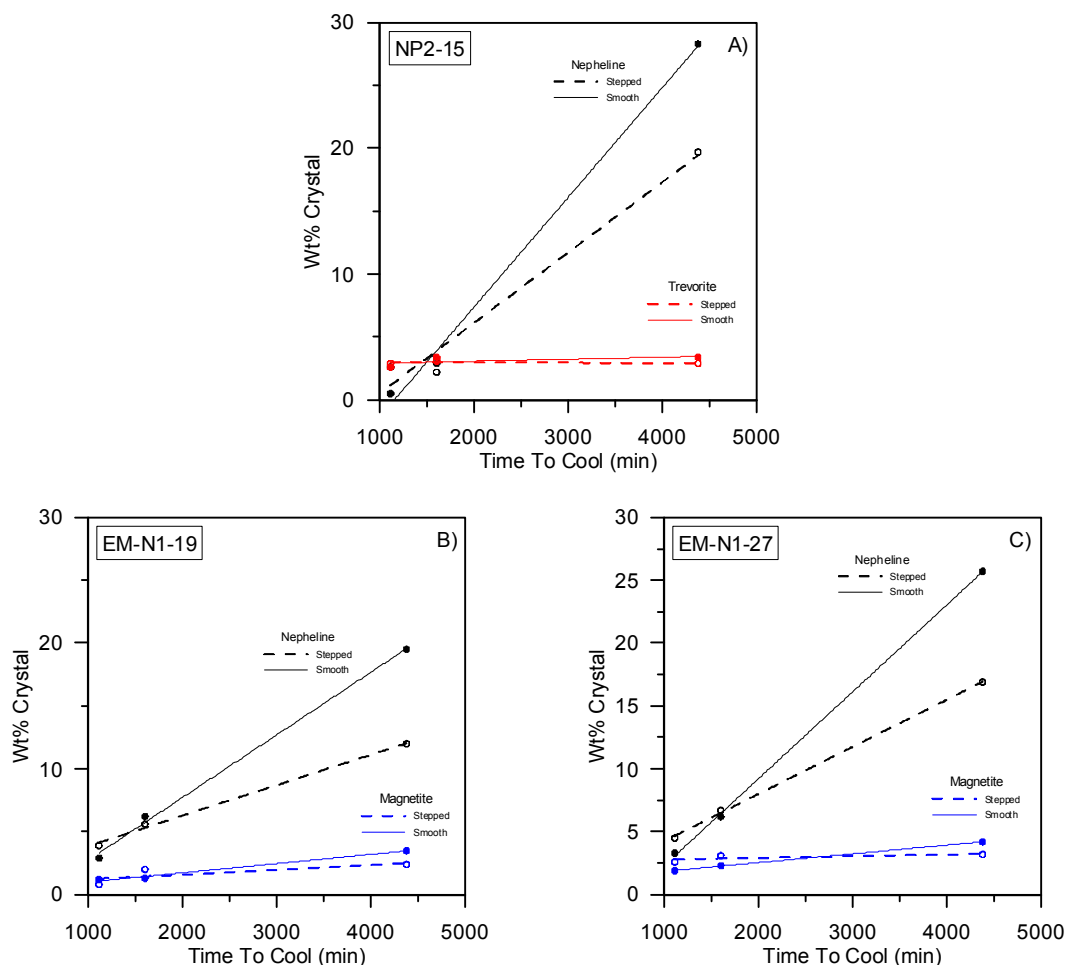 NP2-15
A)
30
20
10
0
Wt% Crystal
Nepheline
Stepped
Smooth
Trevorite
Stepped
Smooth
1000 2000 3000 4000 5000
Time To Cool (min)
EM-N1-19
B)
30
20
10
0
Wt% Crystal
Nepheline
Stepped
Smooth
Magnetite
Stepped
Smooth
1000 2000 3000 4000 5000
Time To Cool (min)
EM-N1-27
C)
30
25
20
15
10
5
0
Wt% Crystal
Nepheline
Stepped
Smooth
Magnetite
Stepped
Smooth
1000 2000 3000 4000 5000
Time To Cool (min)